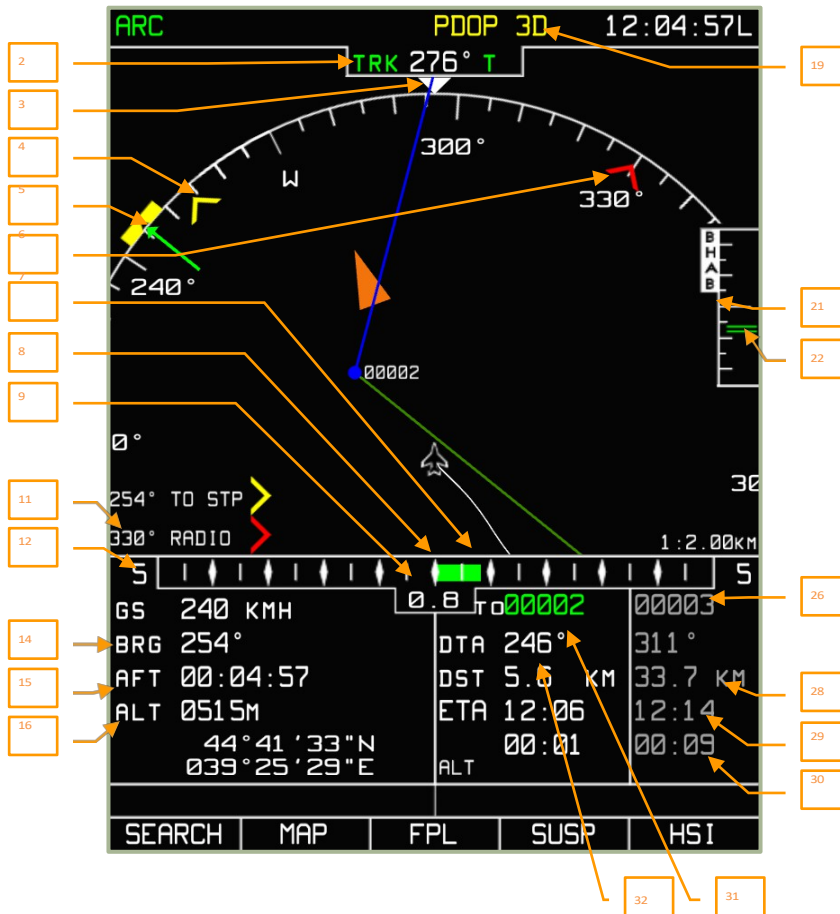 ARC PDOP 3D 12:04:57L
2 TRK 276° T 19
3
300°
4 W
330°
5
6 BHAB
7 240° 21
8 22
00002
9
0°
30
11 254° TO STP
330° RADIO 1:2.00KM
12 5 5
0.8
GS 240 KMH TO 00002 00003 26
14 BRG 254° DTA 246° 311°
15 AFT 00:04:57 DST 5.6 KM 33.7 KM 28
16 ALT 0515M ETA 12:06 12:14 29
44°41'33"N 00:01 00:09
039°25'29"E ALT 30
SEARCH MAP FPL SUSP HSI
32 31